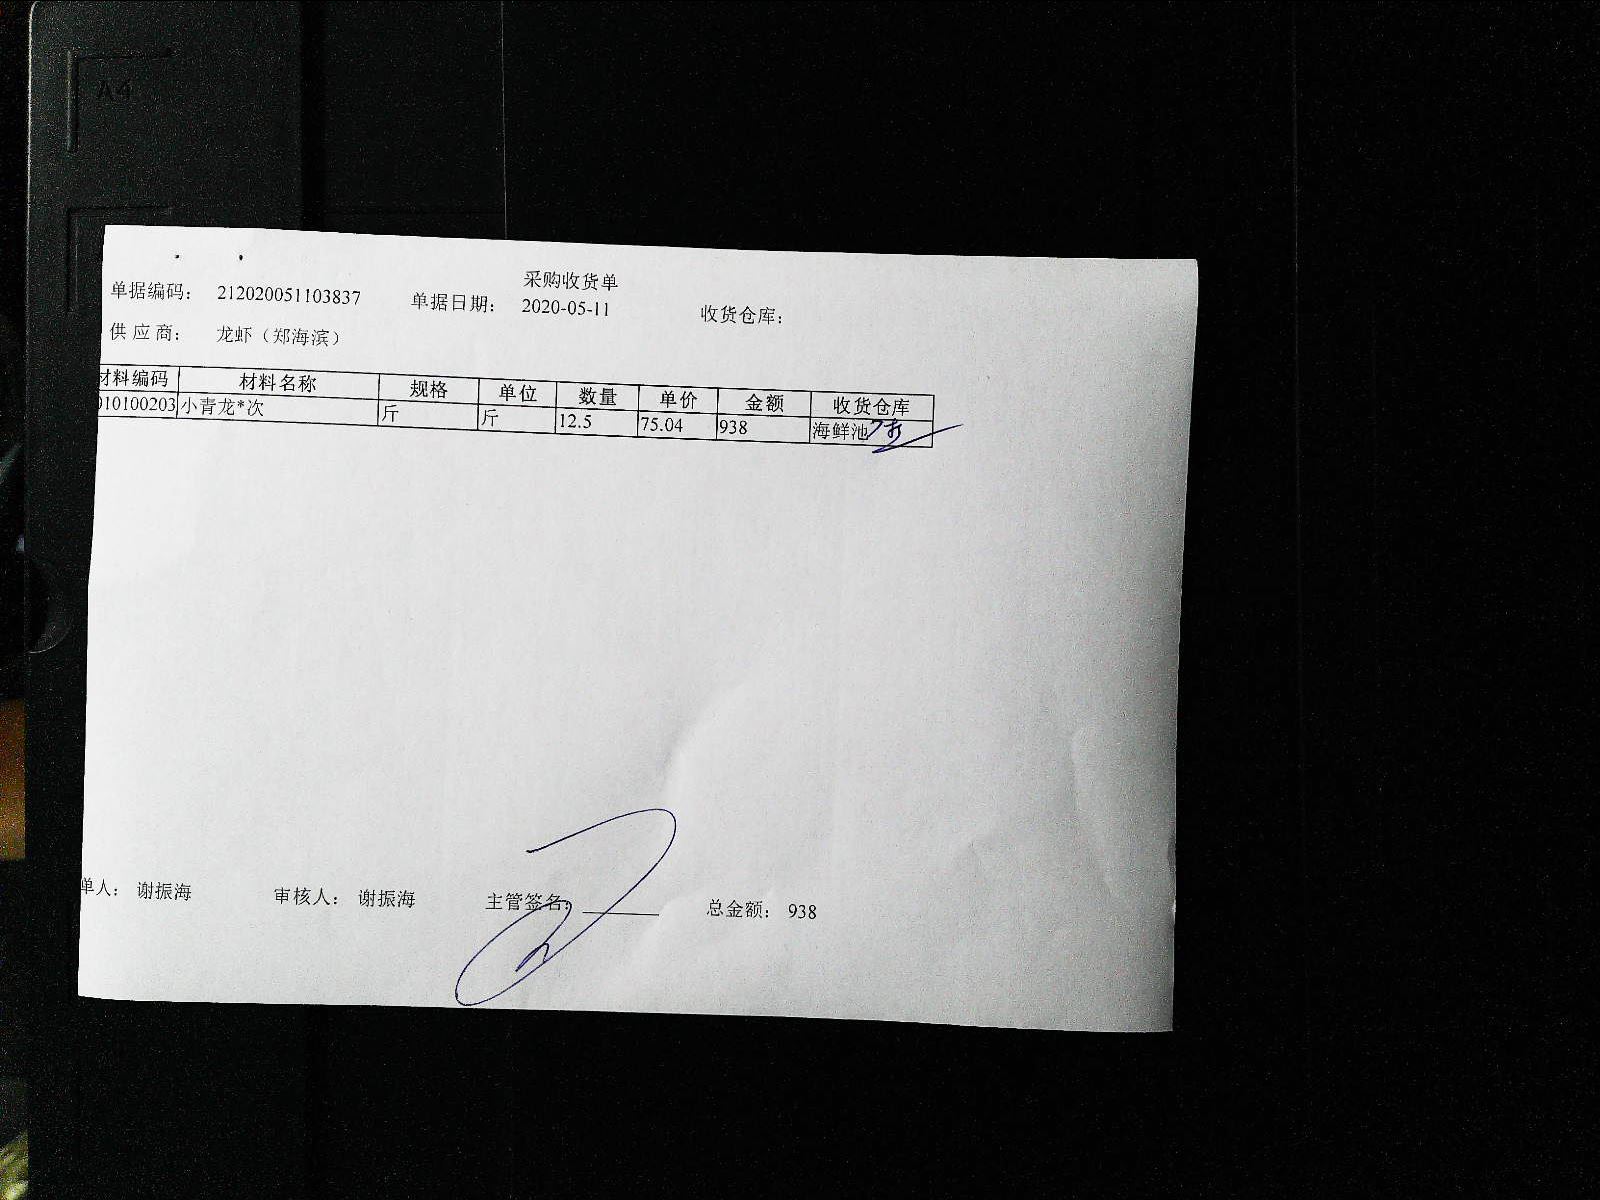 A4
采购收货单
单据编码： 212020051103837 单据日期： 2020-05-11 收货仓库：
供应商： 龙虾（郑海滨）
材料编码 材料名称 规格 单位 数量 单价 金额 收货仓库
010100203 小青龙*次 斤 斤 12.5 75.04 938 海鲜池
单人： 谢振海 审核人： 谢振海 主管签名： 总金额： 938